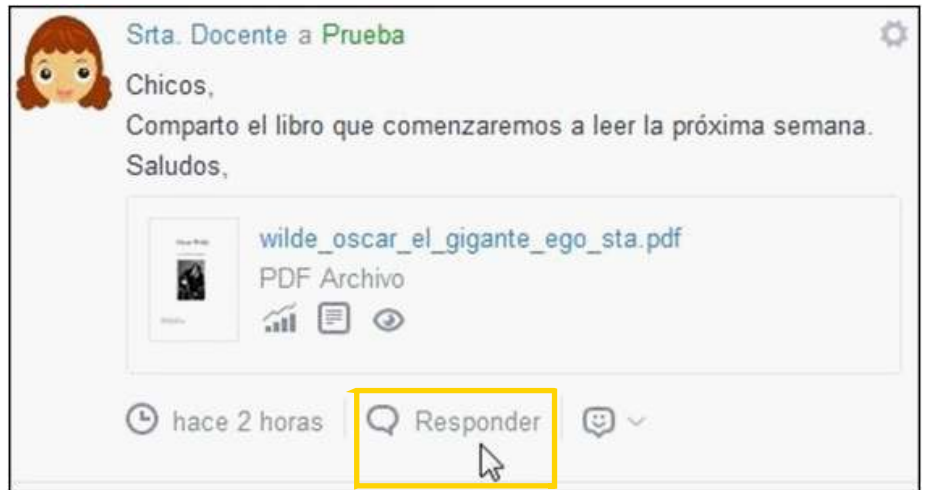 Srta. Docente a Prueba
Chicos,
Comparto el libro que comenzaremos a leer la próxima semana.
Saludos,
wilde_oscar_el_gigante_ego_sta.pdf
PDF Archivo
hace 2 horas
Responder